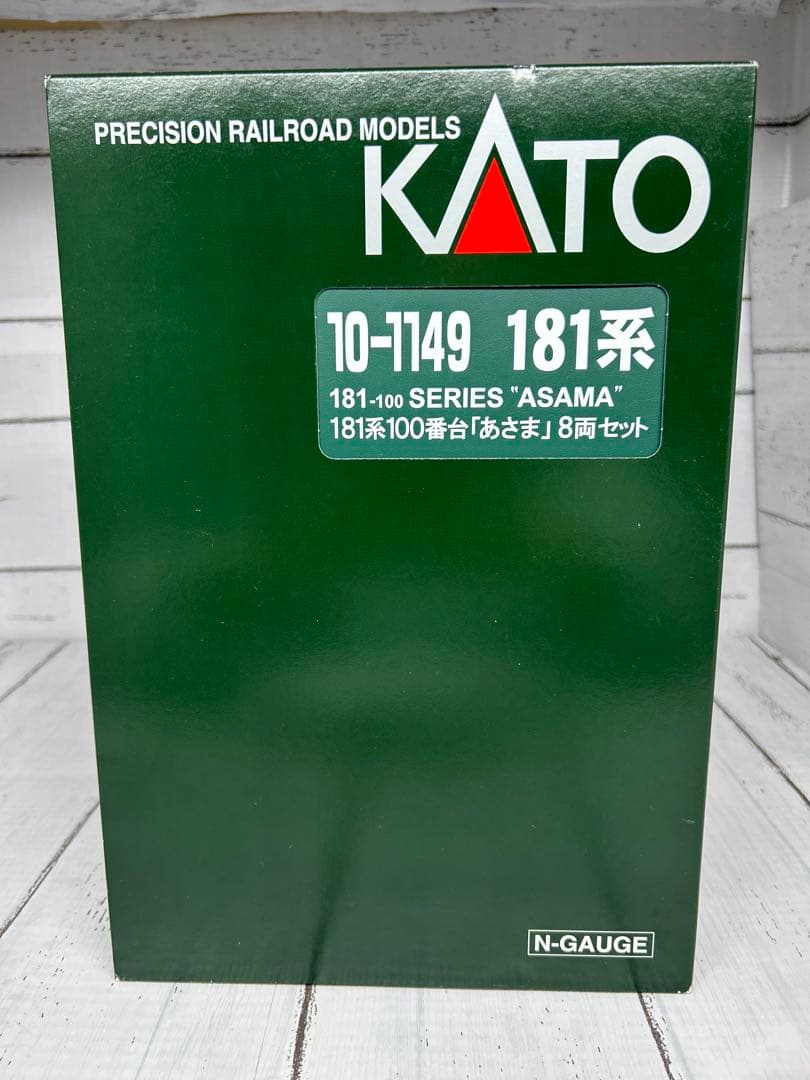 PRECISION RAILROAD MODELS
KATO
10-1149 181系
181-100 SERIES "ASAMA"
181系100番台「あさま」8両セット
N-GAUGE